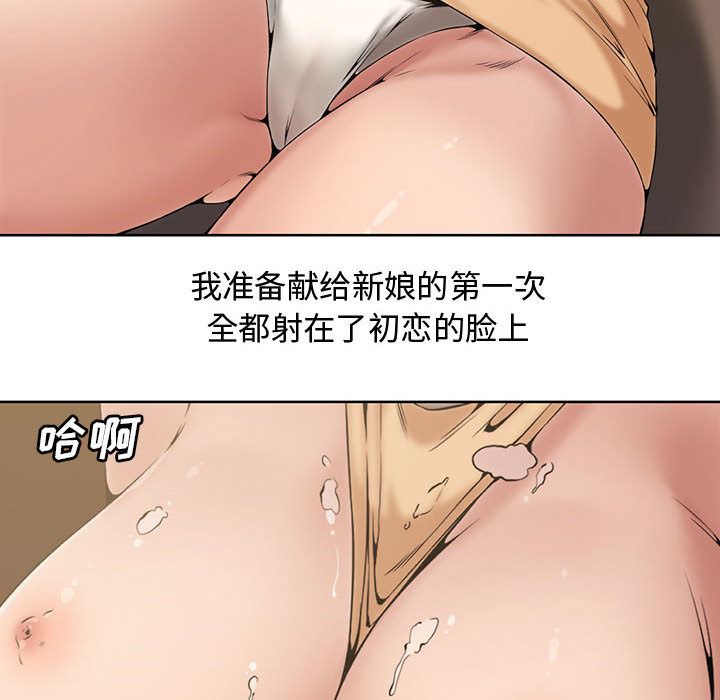 我准备献给新娘的第一次
全都射在了初恋的脸上
哈啊